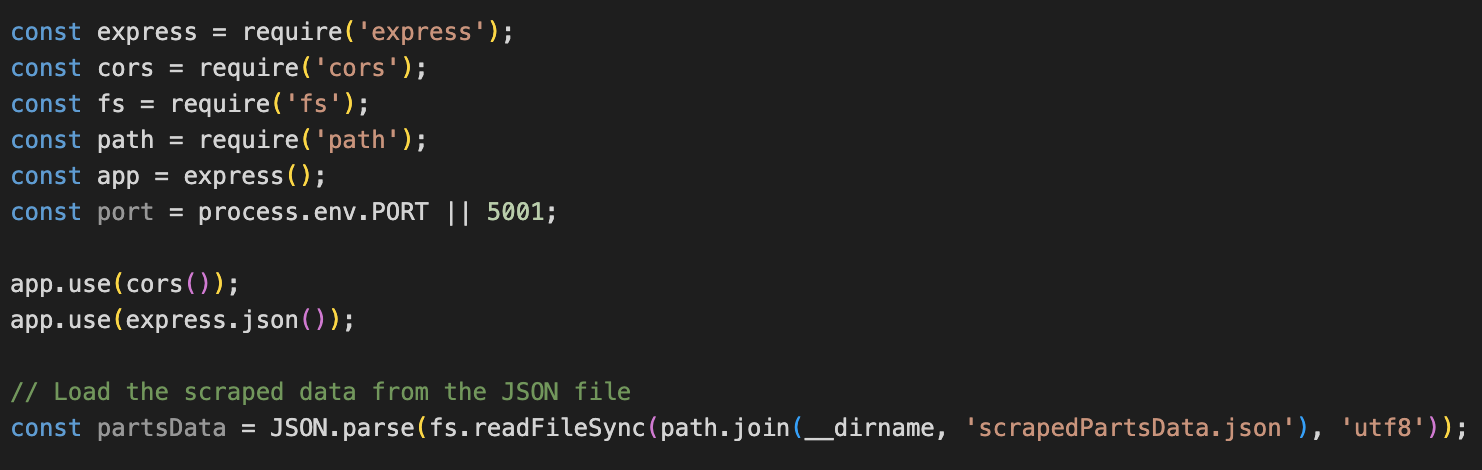 const express = require('express');
const cors = require('cors');
const fs = require('fs');
const path = require('path');
const app = express();
const port = process.env.PORT || 5001;
app.use(cors());
app.use(express.json());
// Load the scraped data from the JSON file
const partsData = JSON.parse(fs.readFileSync(path.join(__dirname, 'scrapedPartsData.json'), 'utf8'));